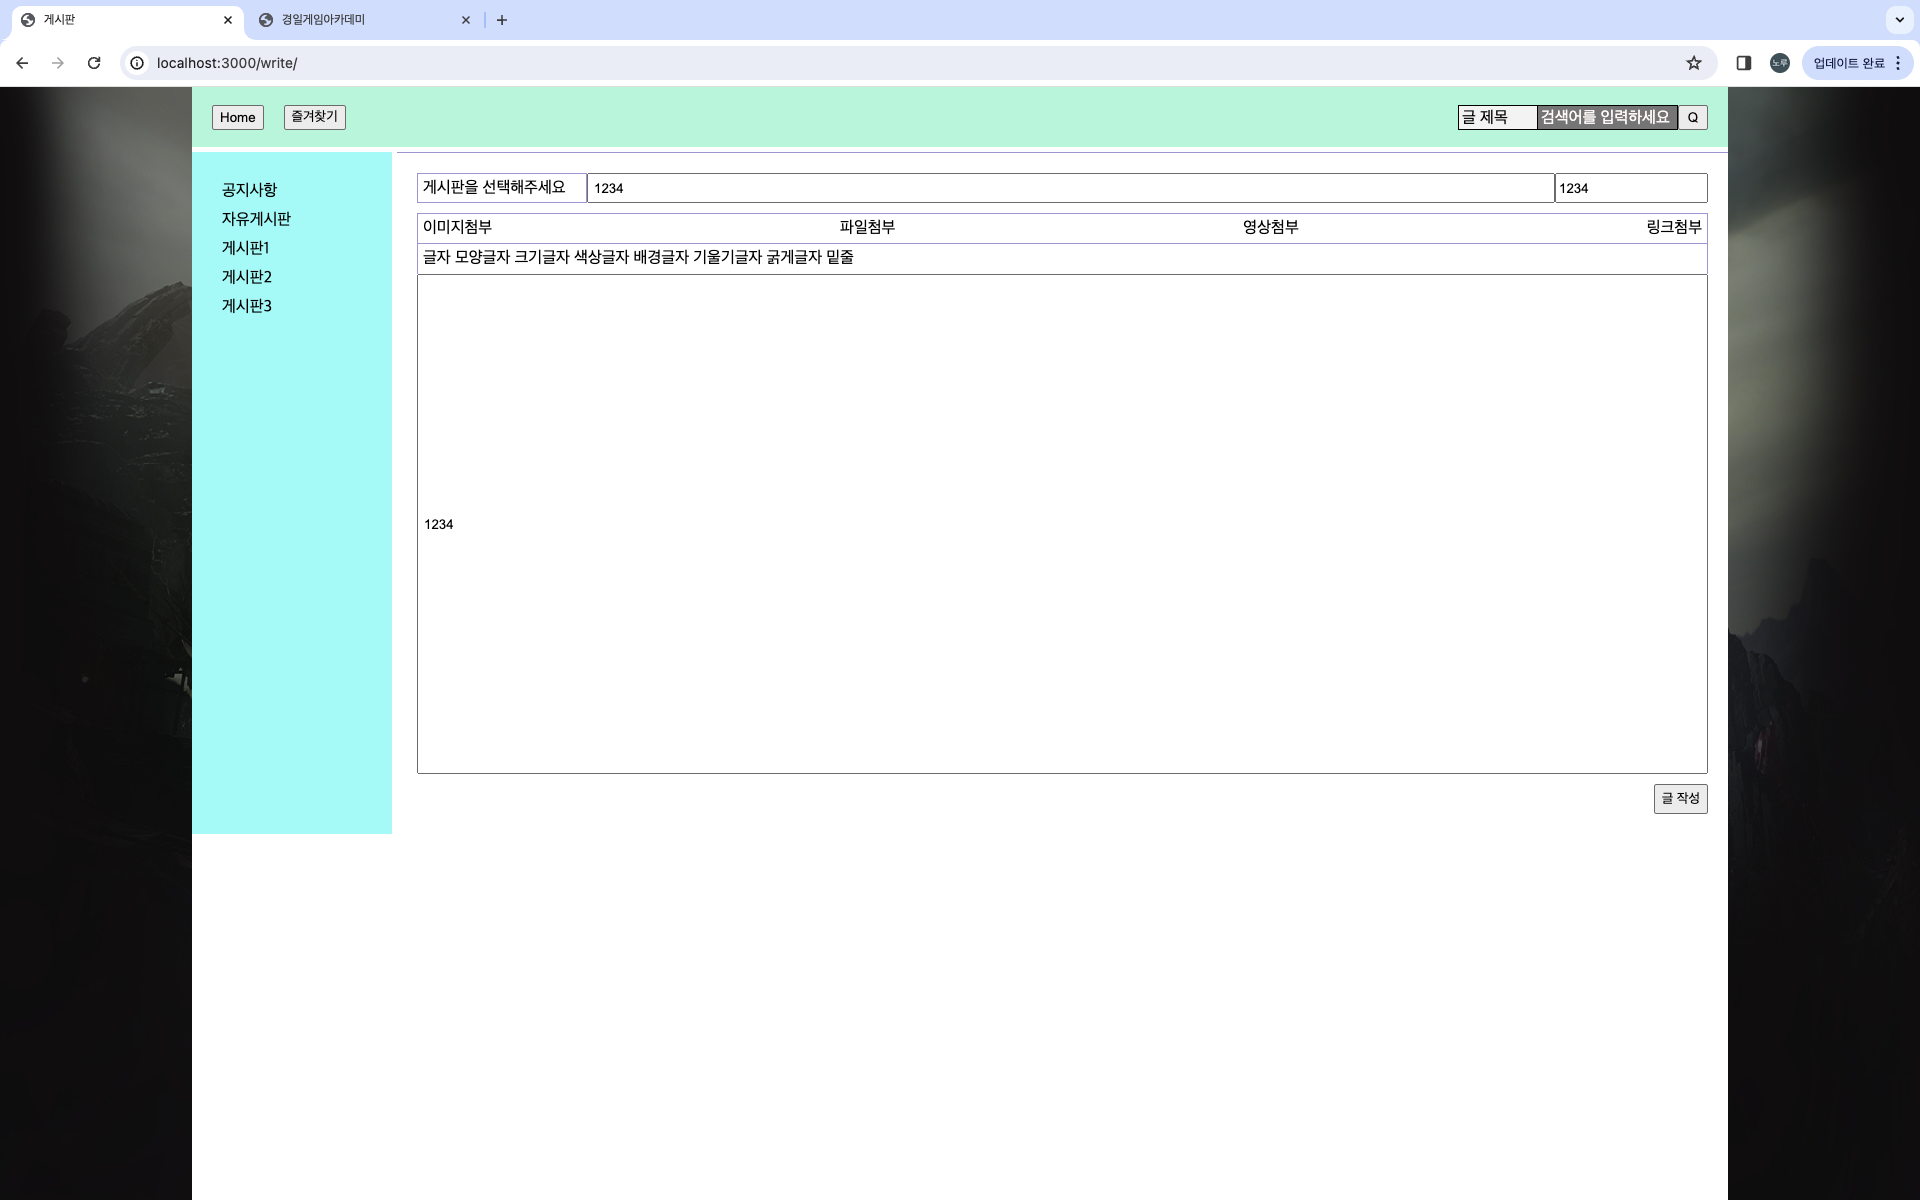 게시판
경일게임아카데미
localhost:3000/write/
노루
업데이트 완료
Home
즐겨찾기
글 제목
검색어를 입력하세요
Q
공지사항
자유게시판
게시판1
게시판2
게시판3
게시판을 선택해주세요
1234
1234
이미지첨부
파일첨부
영상첨부
링크첨부
글자 모양글자 크기글자 색상글자 배경글자 기울기글자 굵게글자 밑줄
1234
글 작성